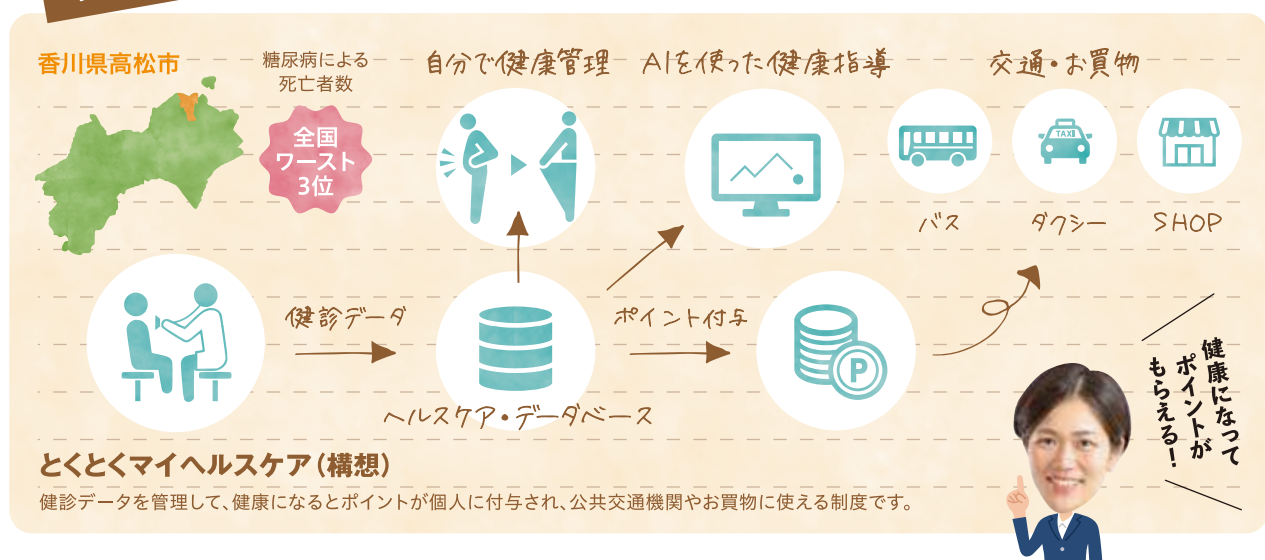 香川県高松市
糖尿病による
死亡者数
全国
ワースト
3位
自分で健康管理
AIを使った健康指導
交通・お買物
TAXI
バス
タクシー
SHOP
健診データ
ポイント付与
P
ヘルスケア・データベース
健康になって
ポイントが
もらえる!
とくとくマイヘルスケア(構想)
健診データを管理して、健康になるとポイントが個人に付与され、公共交通機関やお買物に使える制度です。